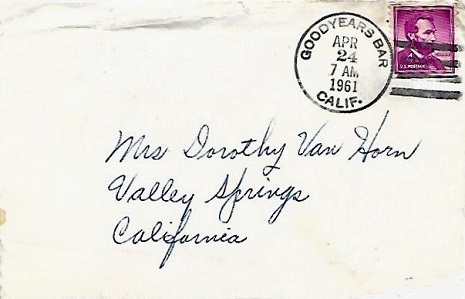 GOODYEARS BAR
APR
24
7 AM
1961
CALIF.
U.S. POSTAGE
Mrs Dorothy Van Horn
Valley Springs
California